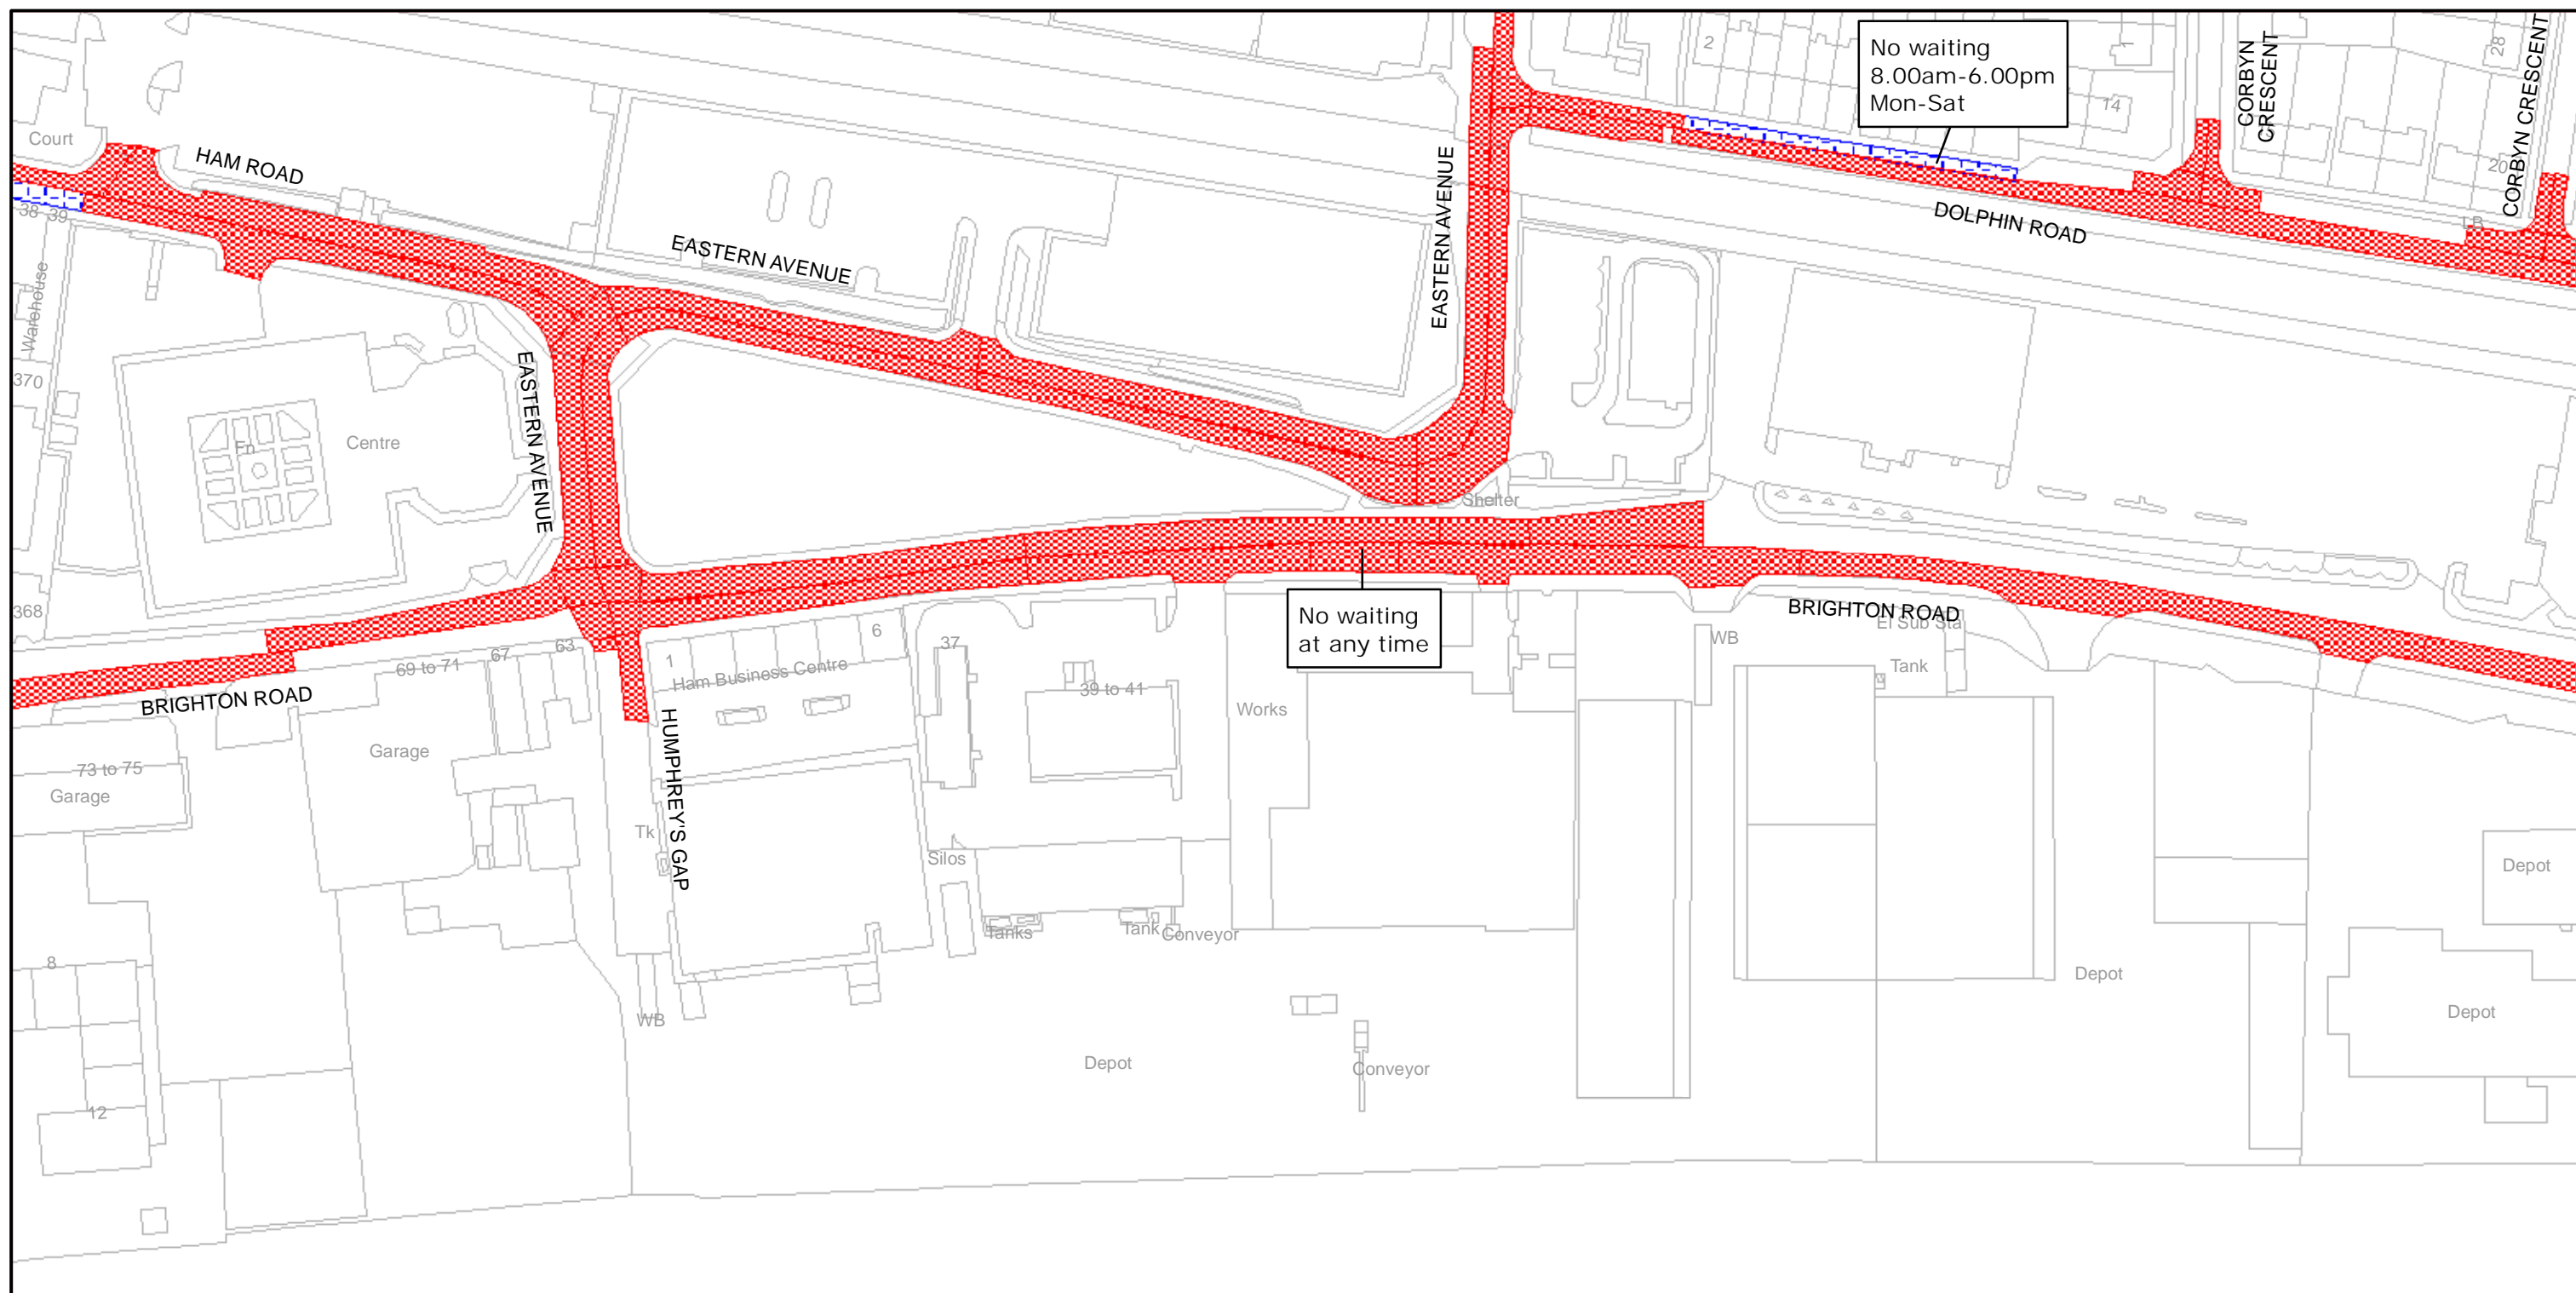 No waiting
8.00am-6.00pm
Mon-Sat
2
1
14
28
20
CORBYN
CRESCENT
CORBYN CRESCENT
LB
Court
HAM ROAD
38 39
EASTERN AVENUE
EASTERN AVENUE
DOLPHIN ROAD
Warehouse
370
Fn
Centre
EASTERN AVENUE
Shelter
368
No waiting
at any time
BRIGHTON ROAD
El Sub Sta
WB
Tank
63
67
69 to 71
1
6
37
Ham Business Centre
39 to 41
BRIGHTON ROAD
Works
Garage
73 to 75
Garage
HUMPHREY'S GAP
Tk
Silos
Depot
Tanks
Tank
Conveyor
8
WB
Depot
Depot
Depot
Conveyor
12